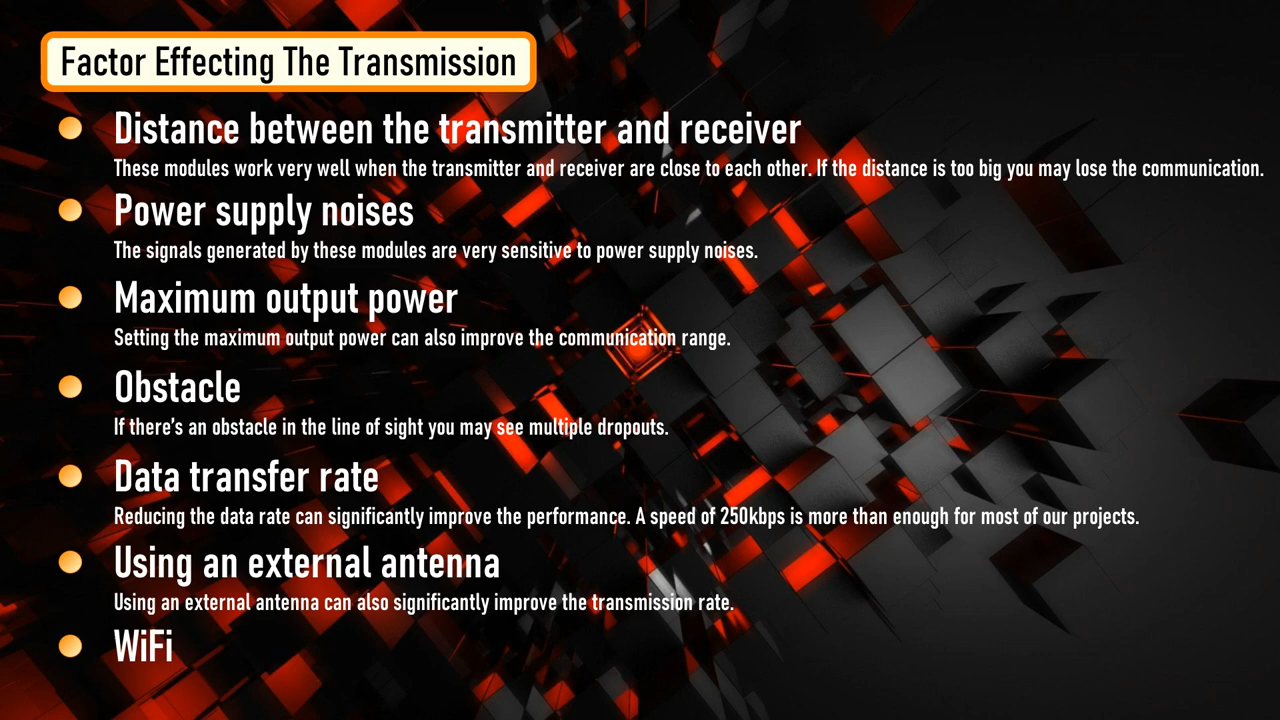 Factor Effecting The Transmission
Distance between the transmitter and receiver
These modules work very well when the transmitter and receiver are close to each other. If the distance is too big you may lose the communication.
Power supply noises
The signals generated by these modules are very sensitive to power supply noises.
Maximum output power
Setting the maximum output power can also improve the communication range.
Obstacle
If there's an obstacle in the line of sight you may see multiple dropouts.
Data transfer rate
Reducing the data rate can significantly improve the performance. A speed of 250kbps is more than enough for most of our projects.
Using an external antenna
Using an external antenna can also significantly improve the transmission rate.
WiFi